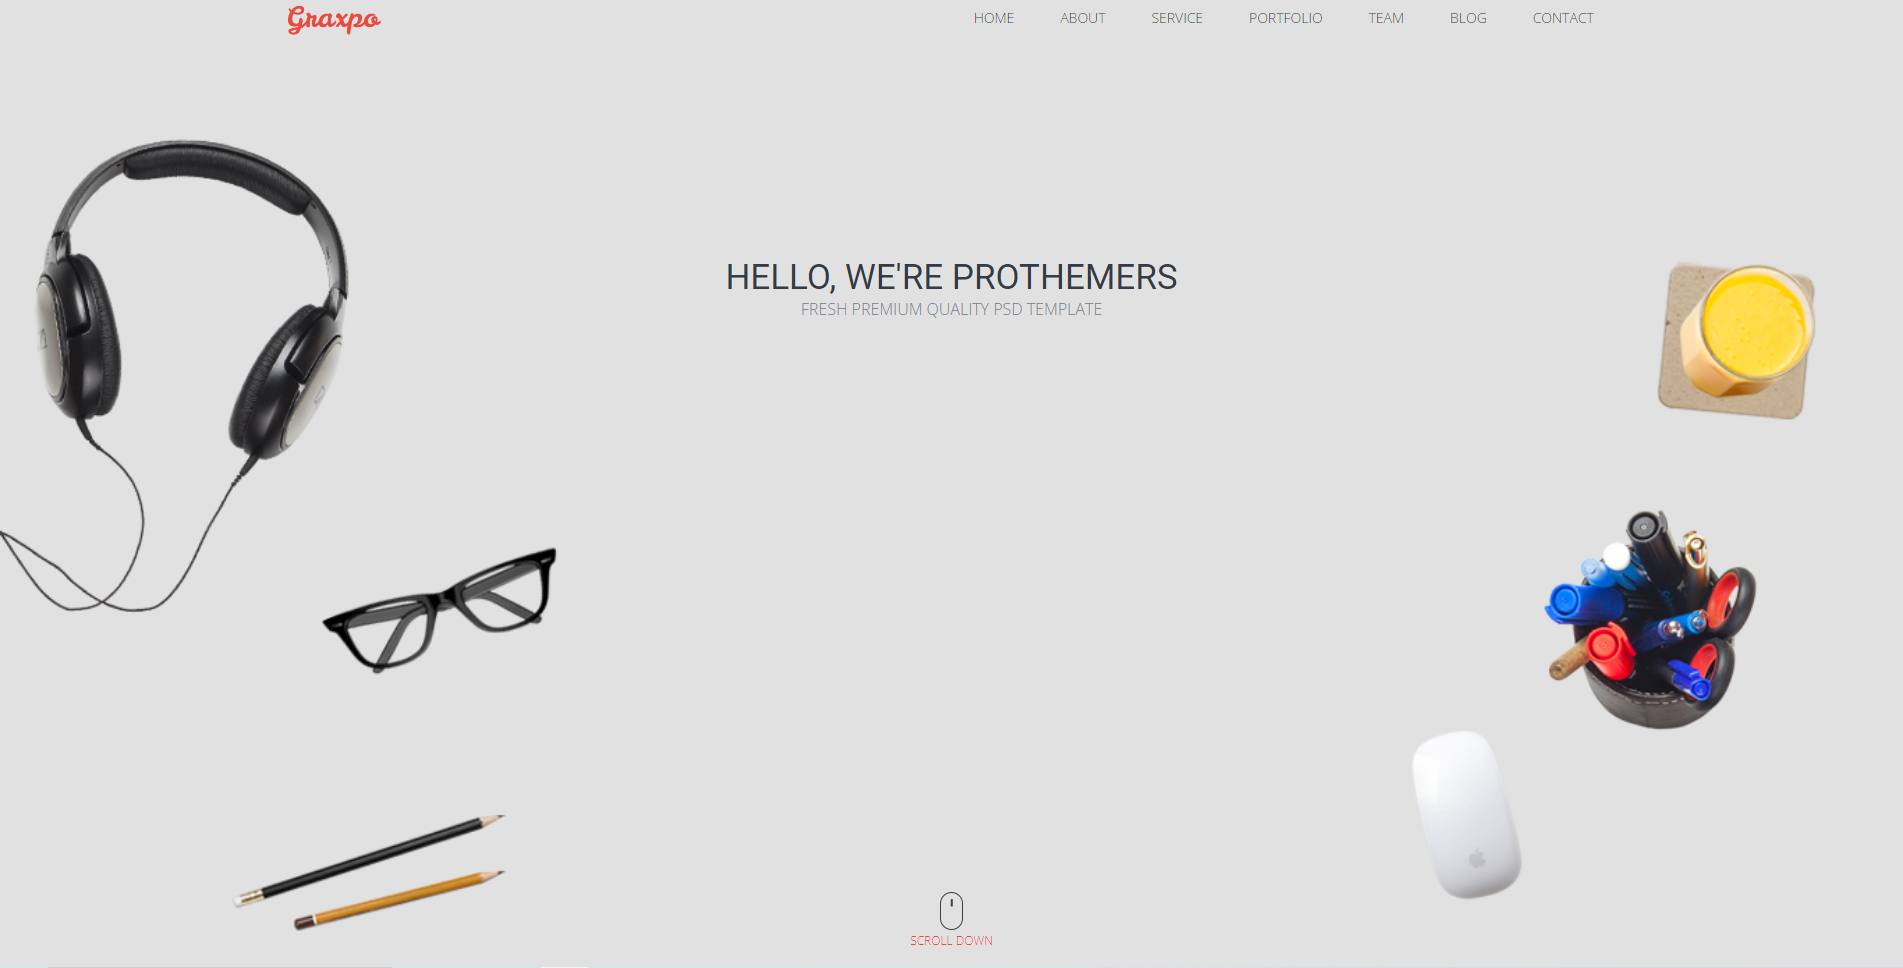 Graxpo
HOME ABOUT SERVICE PORTFOLIO TEAM BLOG CONTACT
HELLO, WE'RE PROTHEMERS
FRESH PREMIUM QUALITY PSD TEMPLATE
SCROLL DOWN